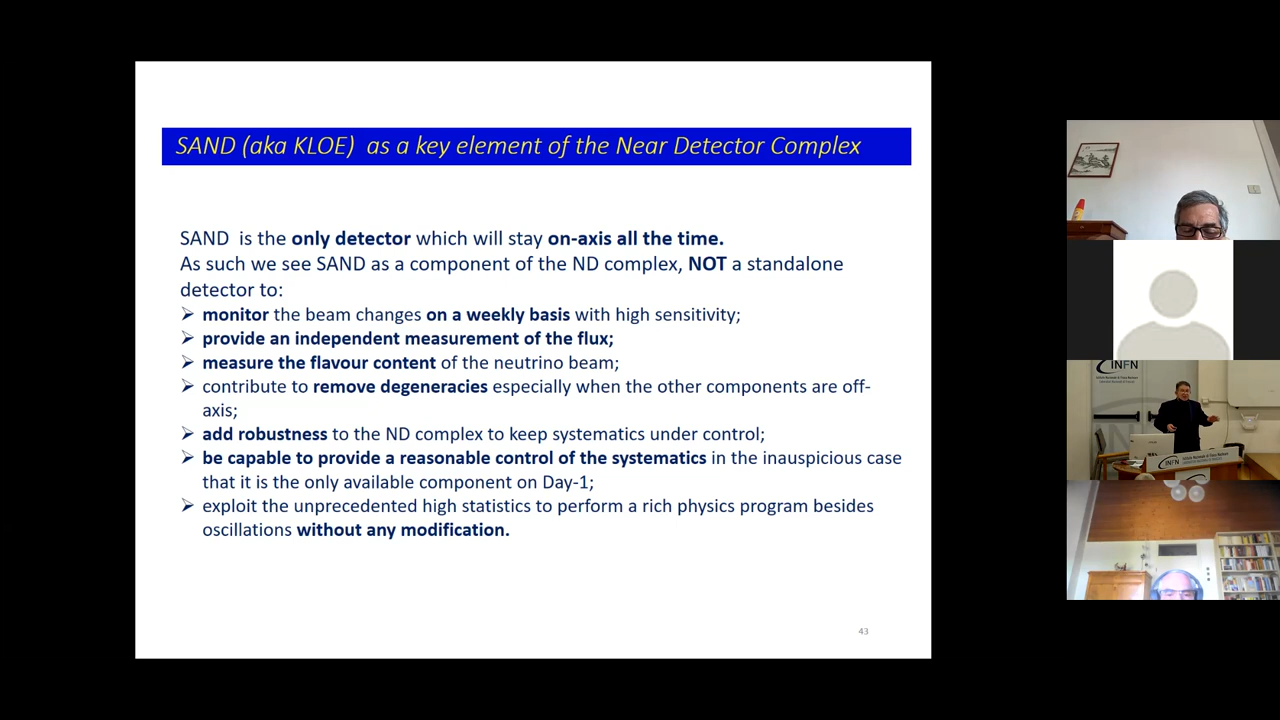 SAND (aka KLOE) as a key element of the Near Detector Complex
SAND is the only detector which will stay on-axis all the time.
As such we see SAND as a component of the ND complex, NOT a standalone
detector to:
➢ monitor the beam changes on a weekly basis with high sensitivity;
➢ provide an independent measurement of the flux;
➢ measure the flavour content of the neutrino beam;
➢ contribute to remove degeneracies especially when the other components are off-
axis;
➢ add robustness to the ND complex to keep systematics under control;
➢ be capable to provide a reasonable control of the systematics in the inauspicious case
that it is the only available component on Day-1;
➢ exploit the unprecedented high statistics to perform a rich physics program besides
oscillations without any modification.
43
INFN
INFN